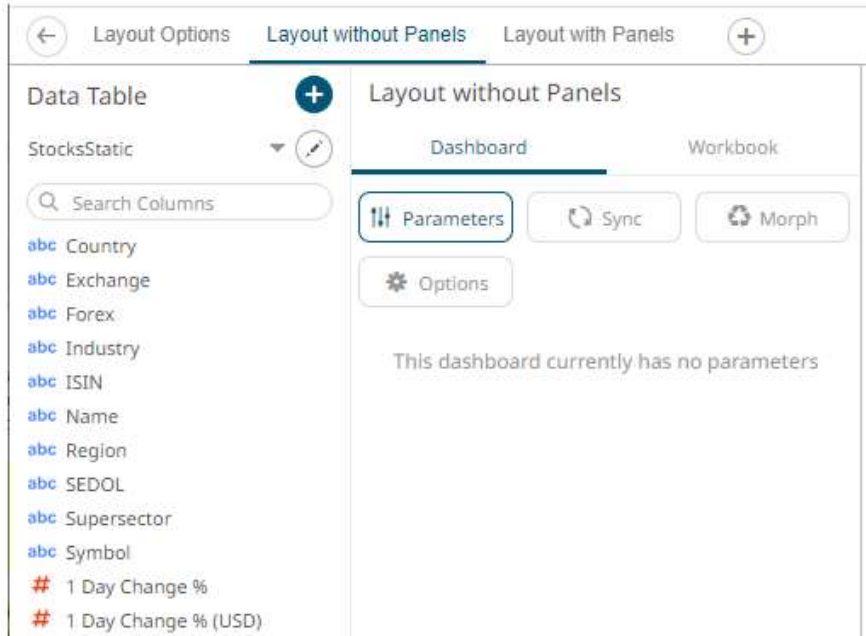 Layout Options Layout without Panels Layout with Panels
Data Table
StocksStatic
Search Columns
abc Country
abc Exchange
abc Forex
abc Industry
abc ISIN
abc Name
abc Region
abc SEDOL
abc Supersector
abc Symbol
# 1 Day Change %
# 1 Day Change % (USD)
Layout without Panels
Dashboard Workbook
Parameters Sync Morph
Options
This dashboard currently has no parameters